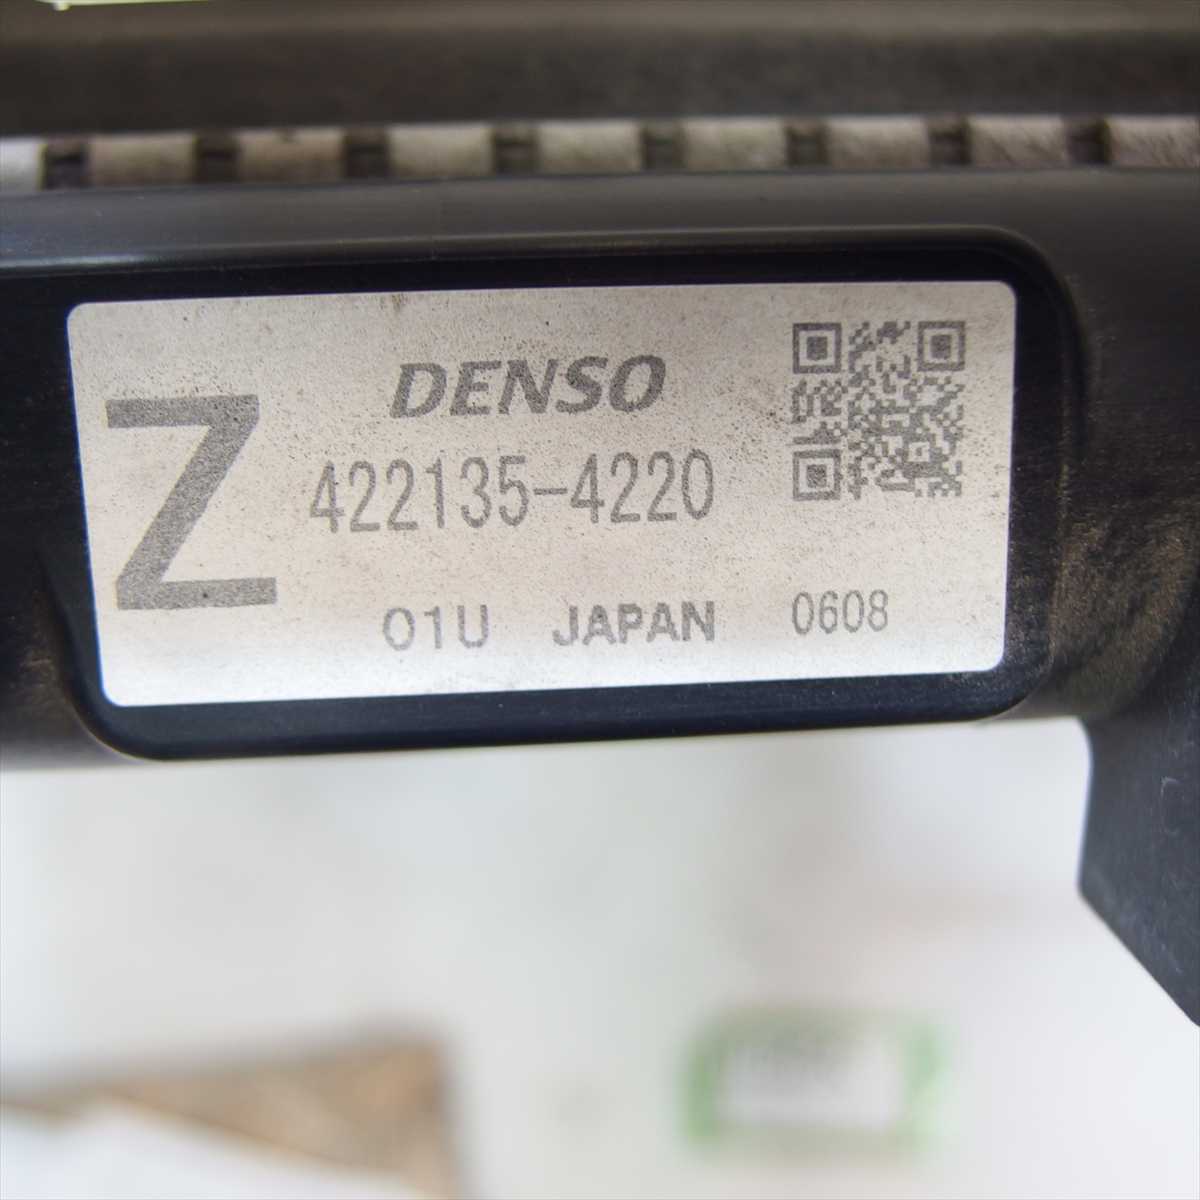 DENSO
Z
422135-4220
01U JAPAN 0608